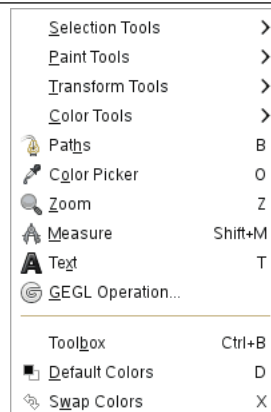 Selection Tools
Paint Tools
Transform Tools
Color Tools
Paths B
Color Picker O
Zoom Z
Measure Shift+M
Text T
GEGL Operation...
Toolbox Ctrl+B
Default Colors D
Swap Colors X